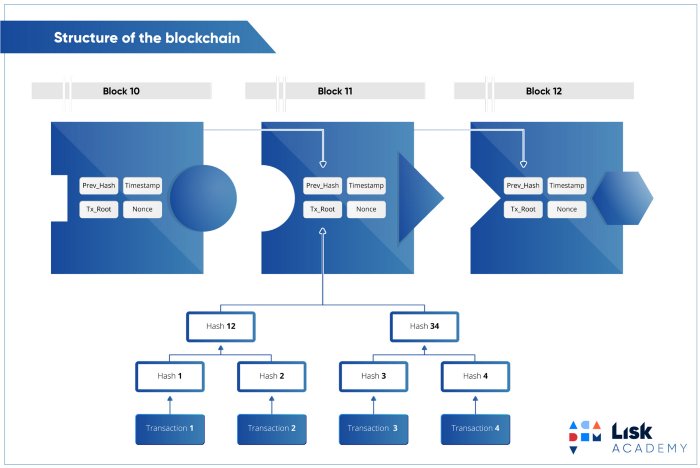 Structure of the blockchain
Block 10
Block 11
Block 12
Prev_Hash
Timestamp
Tx_Root
Nonce
Prev_Hash
Timestamp
Tx_Root
Nonce
Prev_Hash
Timestamp
Tx_Root
Nonce
Hash 12
Hash 34
Hash 1
Hash 2
Hash 3
Hash 4
Transaction 1
Transaction 2
Transaction 3
Transaction 4
Lisk
ACADEMY